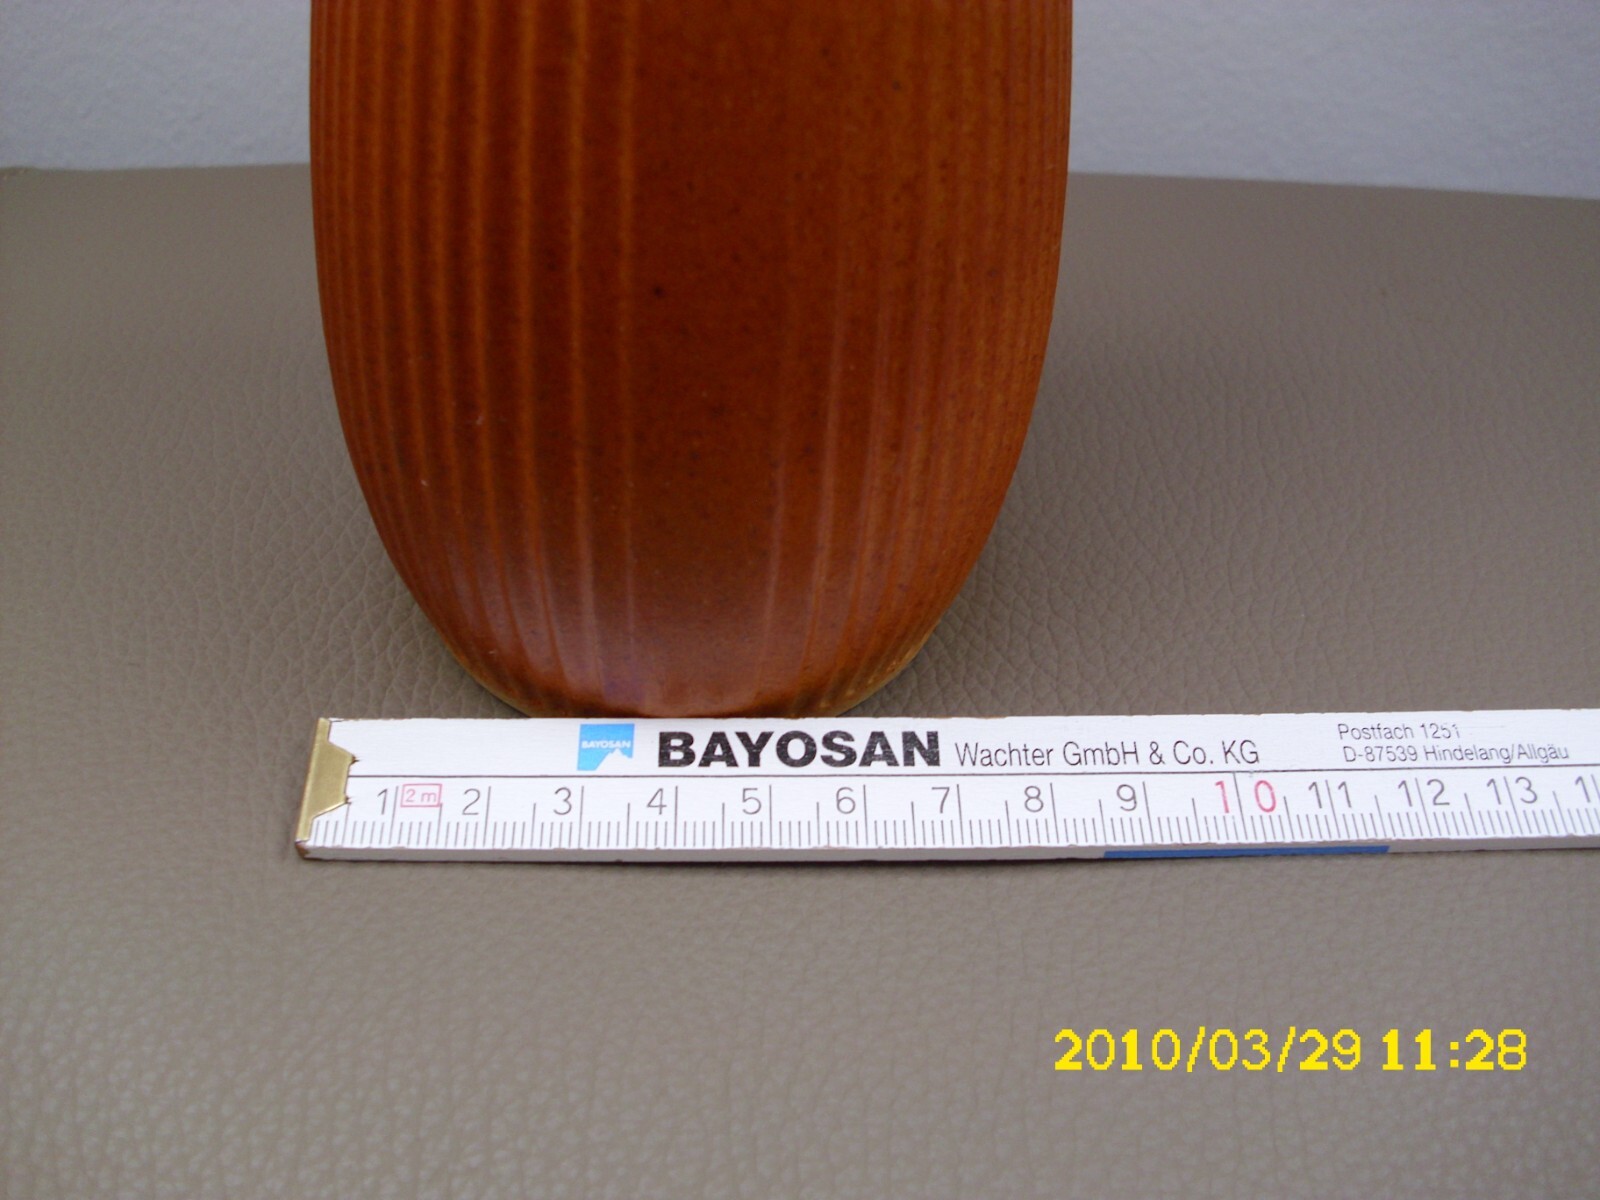 BAYOSAN BAYOSAN Wachter GmbH & Co. KG
Postfach 1251
D-87539 Hindelang/Allgäu
1 2 m 2 3 4 5 6 7 8 9 10 11 12 13
2010/03/29 11:28